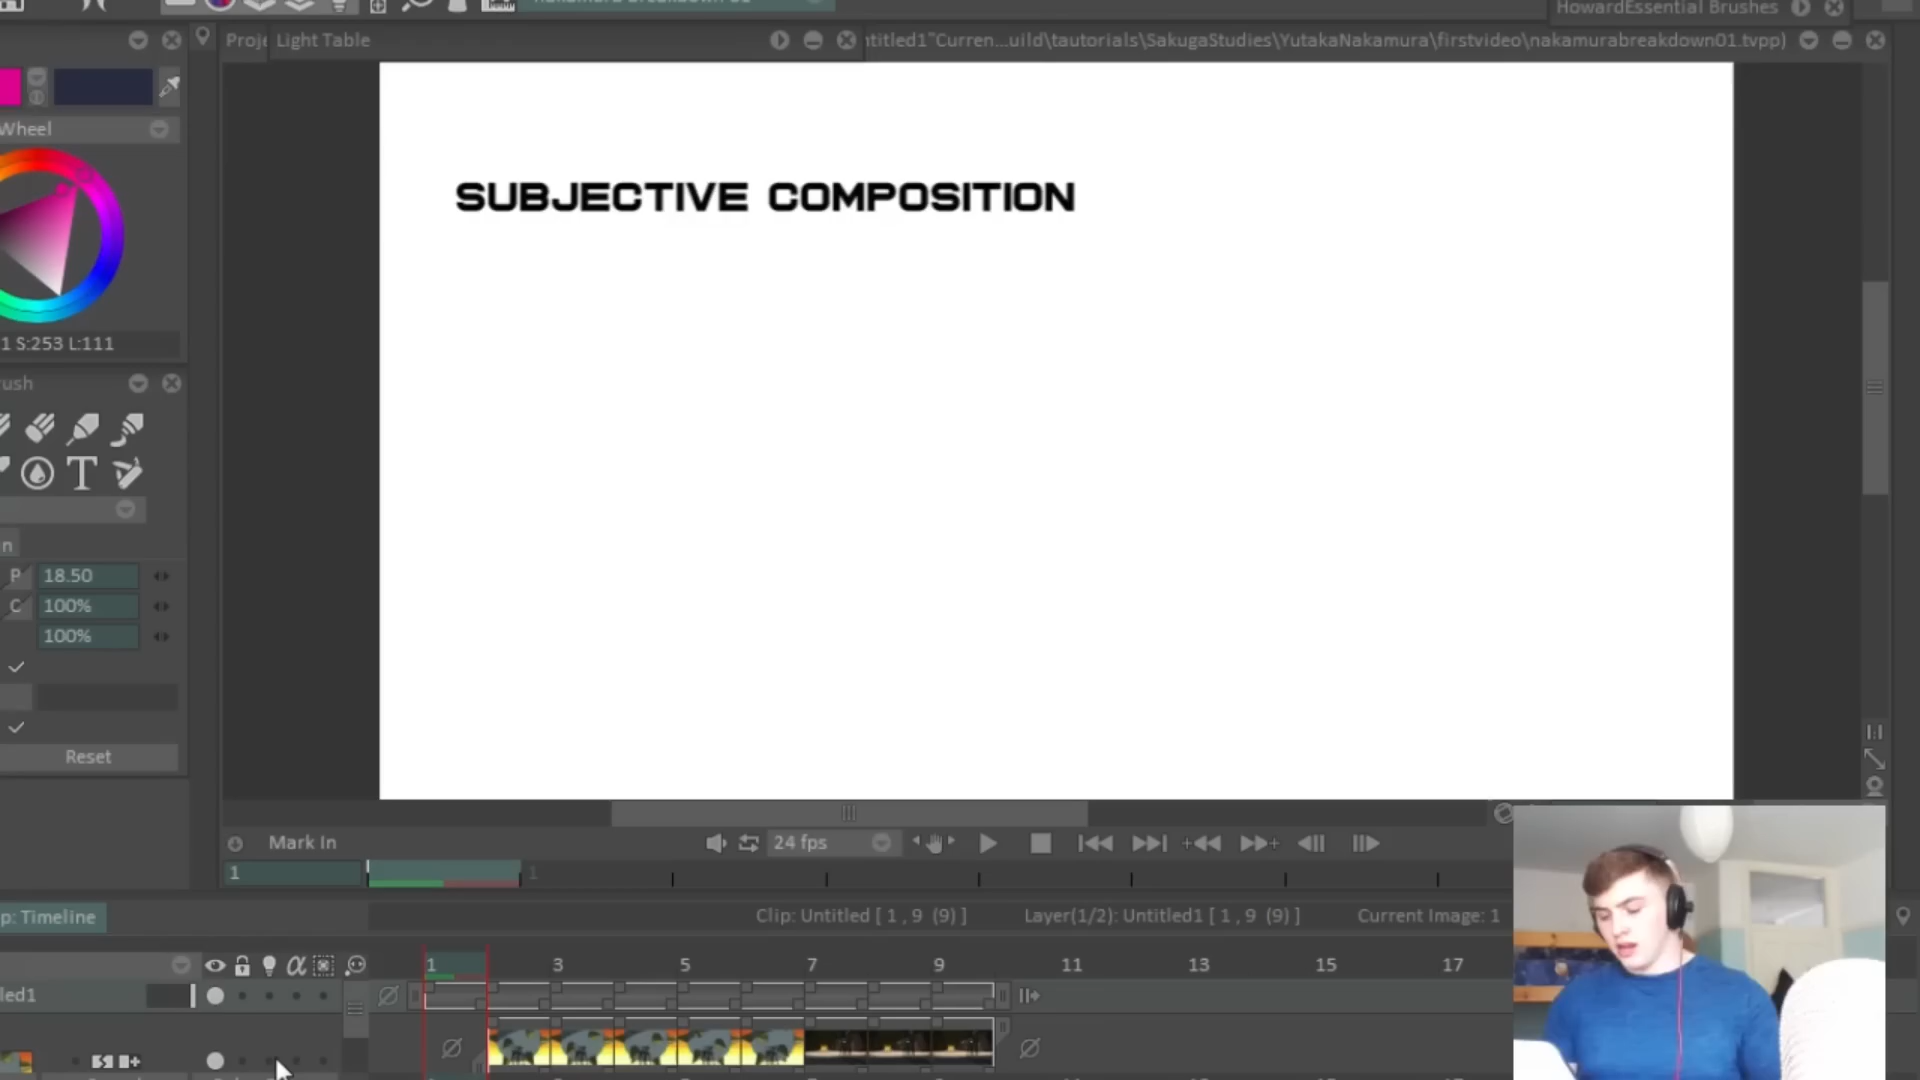 HowardEssential Brushes
Light Table
titled1"Curren...uild\tautorials\SakugaStudies\YutakaNakamura\firstvideo\nakamurabreakdown01.tvpp)
Wheel
SUBJECTIVE COMPOSITION
1 S:253 L:111
ush
T
n
P 18.50
C 100%
100%
Reset
Mark In
24 fps
1
1
p: Timeline
Clip: Untitled [ 1 , 9 (9) ]
Layer(1/2): Untitled1 [ 1 , 9 (9) ]
Current Image: 1
1 3 5 7 9 11 13 15 17
led1